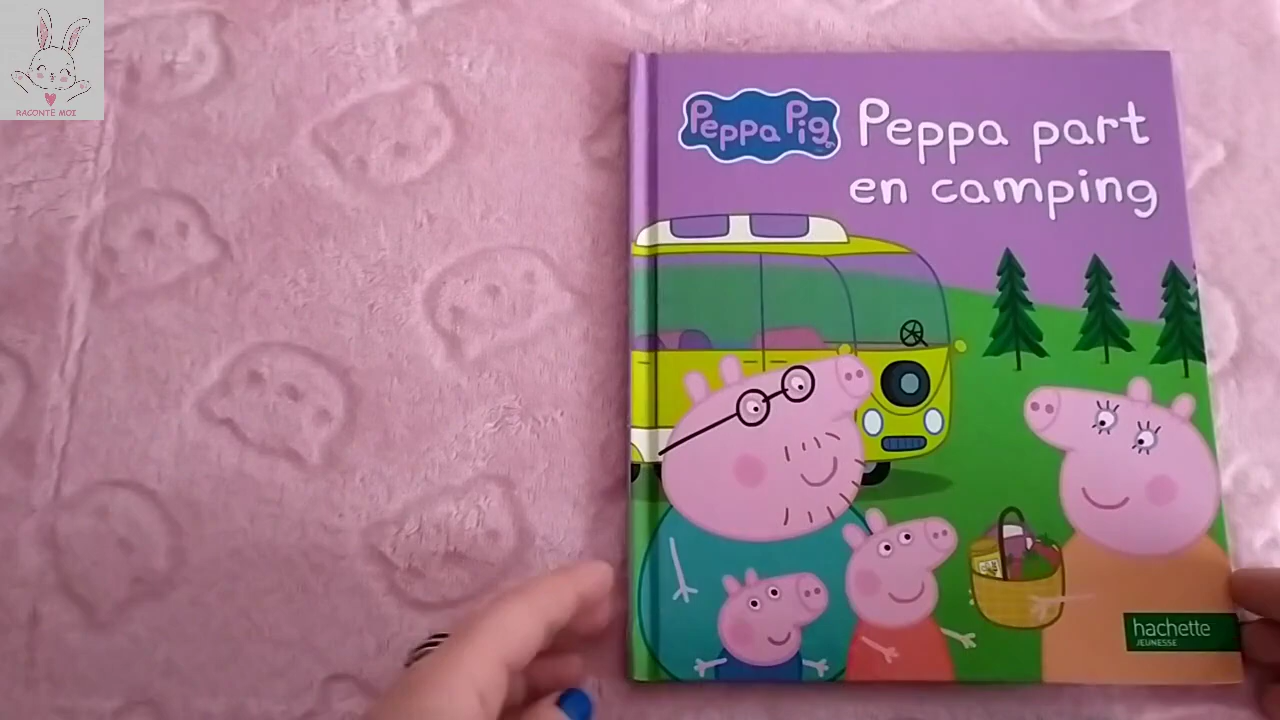 RACONTE MOI
Peppa Pig
Peppa part
en camping
hachette
JEUNESSE